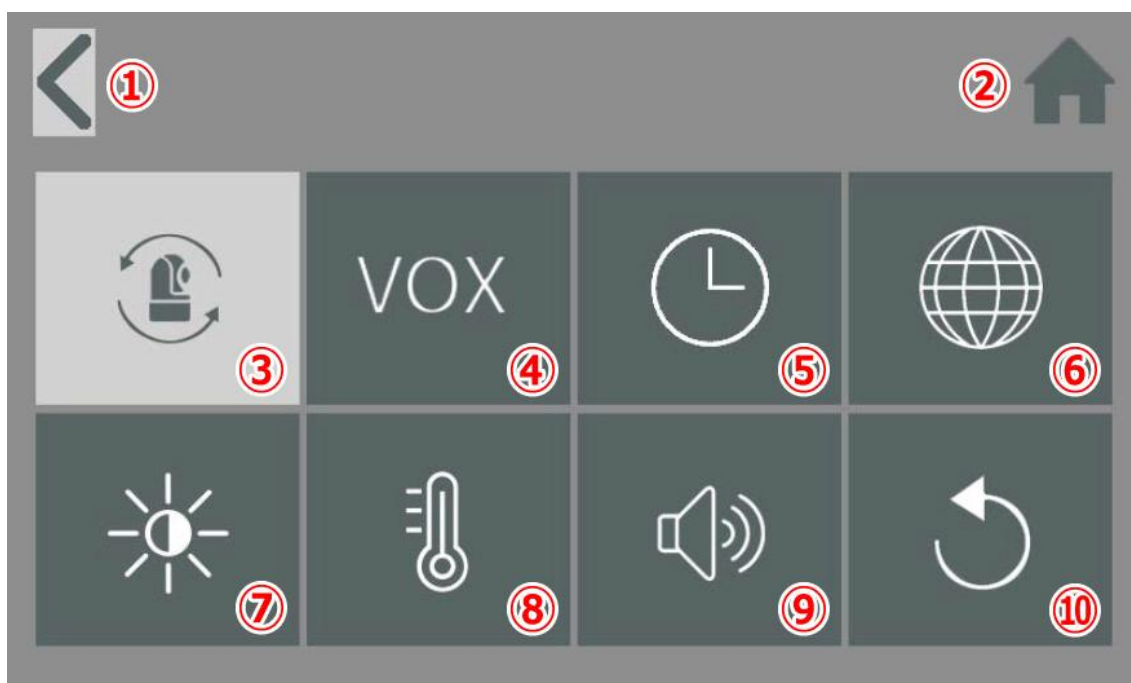 ① ②
VOX
③ ④ ⑤ ⑥
⑦ ⑧ ⑨ ⑩